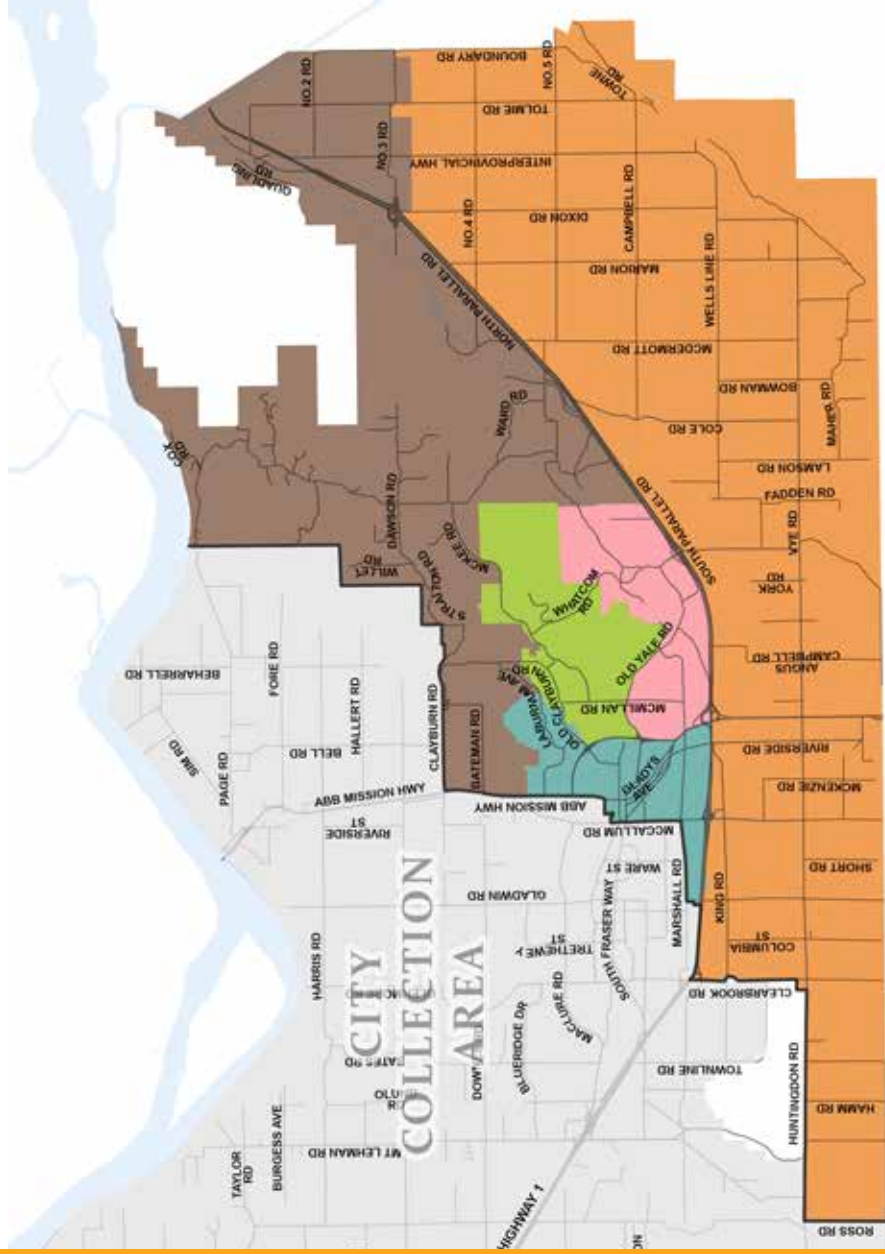 BOUNDARY RD
NO.2 RD
NO.5 RD
TOWNE
RD
TOLMIE RD
NO.3 RD
INTERPROVINCIAL HWY
QUADLING
RD
NO.4 RD
DIXON RD
CAMPBELL RD
MARION RD
WELLS LINE RD
NORTH PARALLEL RD
MCDERMOTT RD
BOWMAN RD
MAHER RD
WARD RD
COLE RD
COX
RD
LAMSON RD
FADDEN RD
DAWSON RD
MCKEE RD
SOUTH PARALLEL RD
VYE RD
WILLET
RD
STRAITON RD
WHATCOM
RD
YORK
RD
BEHARRELL RD
FORE RD
OLD YALE RD
CAMPBELL RD
ANGUS
CLAYBURN RD
LABURNUM AVE
OLD CLAYBURN RD
MCMILLAN RD
HALLERT RD
SIM RD
BELL RD
GATEMAN RD
RIVERSIDE RD
PAGE RD
GLADYS
AVE
MCKENZIE RD
ABB MISSION HWY
ABB MISSION HWY
RIVERSIDE
ST
MCCALLUM RD
WARE ST
SHORT RD
GLADWIN RD
MARSHALL RD
KING RD
SOUTH FRASER WAY
TRETHEWEY
ST
COLUMBIA
ST
HARRIS RD
CLEARBROOK RD
MACLURE RD
CITY
COLLECTION
AREA
BLUERIDGE DR
TOWNLINE RD
HUNTINGDON RD
HAMM RD
MT LEHMAN RD
BURGESS AVE
TAYLOR
RD
HIGHWAY 1
ROSS RD